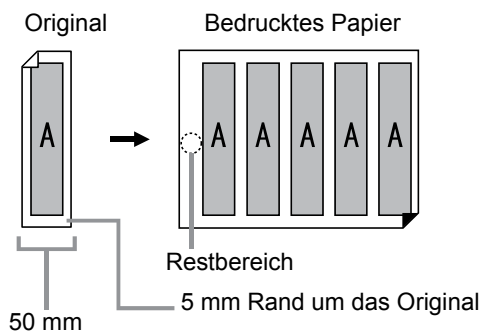 Original
Bedrucktes Papier
A
A A A A A
Restbereich
5 mm Rand um das Original
50 mm